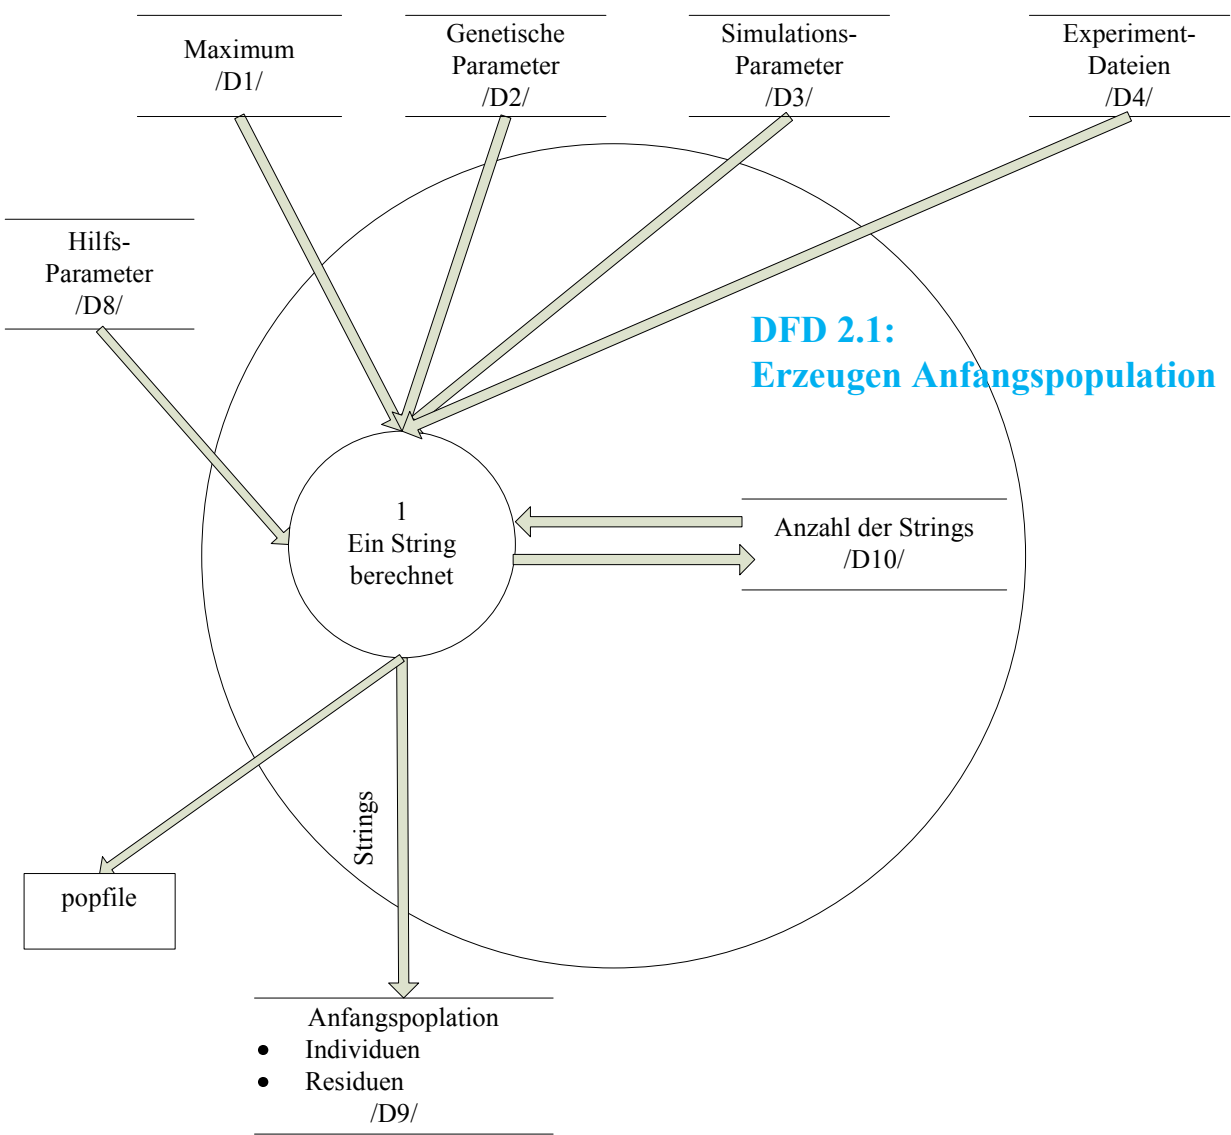 Maximum
/D1/
Genetische
Parameter
/D2/
Simulations-
Parameter
/D3/
Experiment-
Dateien
/D4/
Hilfs-
Parameter
/D8/
DFD 2.1:
Erzeugen Anfangspopulation
1
Ein String
berechnet
Anzahl der Strings
/D10/
Strings
popfile
Anfangspoplation
• Individuen
• Residuen
/D9/